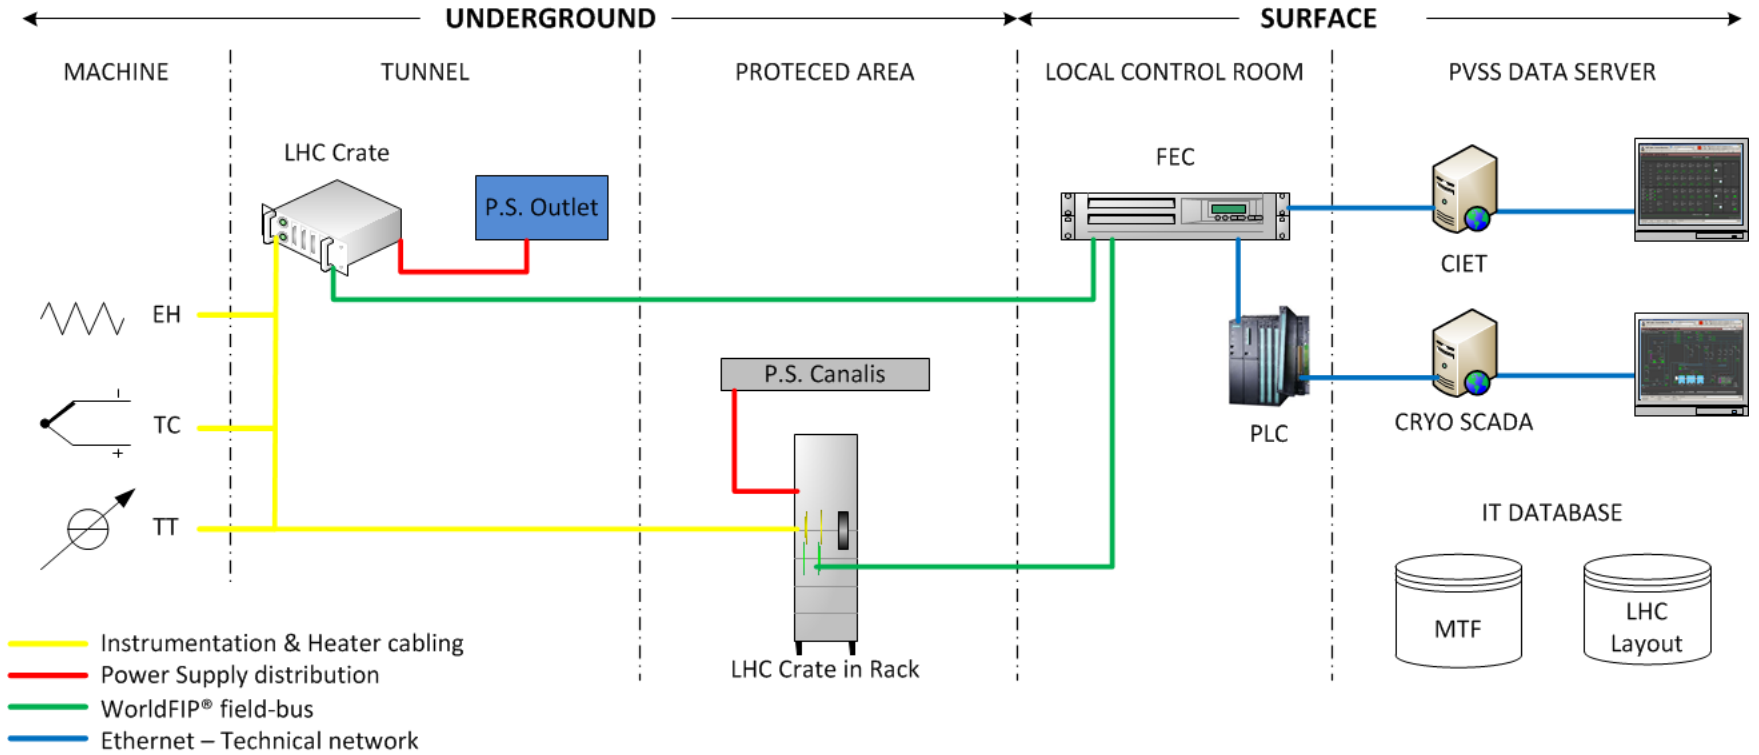 UNDERGROUND
SURFACE
MACHINE
TUNNEL
PROTECED AREA
LOCAL CONTROL ROOM
PVSS DATA SERVER
LHC Crate
P.S. Outlet
FEC
CIET
EH
P.S. Canalis
TC
PLC
CRYO SCADA
TT
IT DATABASE
MTF
LHC
Layout
LHC Crate in Rack
Instrumentation & Heater cabling
Power Supply distribution
WorldFIP® field-bus
Ethernet – Technical network